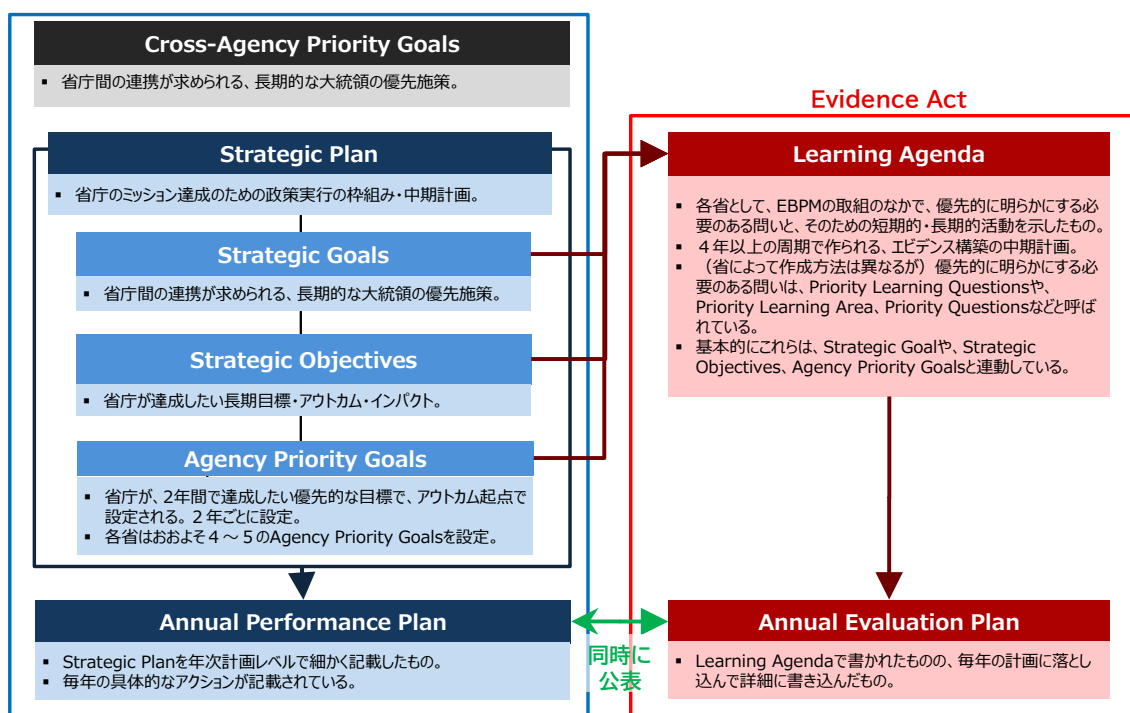 Cross-Agency Priority Goals
▪ 省庁間の連携が求められる、長期的な大統領の優先施策。
Strategic Plan
▪ 省庁のミッション達成のための政策実行の枠組み・中期計画。
Strategic Goals
▪ 省庁間の連携が求められる、長期的な大統領の優先施策。
Strategic Objectives
▪ 省庁が達成したい長期目標・アウトカム・インパクト。
Agency Priority Goals
▪ 省庁が、2年間で達成したい優先的な目標で、アウトカム起点で
設定される。２年ごとに設定。
▪ 各省はおおよそ４～５のAgency Priority Goalsを設定。
Annual Performance Plan
▪ Strategic Planを年次計画レベルで細かく記載したもの。
▪ 毎年の具体的なアクションが記載されている。
Evidence Act
Learning Agenda
▪ 各省として、EBPMの取組のなかで、優先的に明らかにする必
要のある問いと、そのための短期的・長期的活動を示したもの。
▪ ４年以上の周期で作られる、エビデンス構築の中期計画。
▪ （省によって作成方法は異なるが）優先的に明らかにする必
要のある問いは、Priority Learning Questionsや、
Priority Learning Area、Priority Questionsなどと呼ば
れている。
▪ 基本的にこれらは、Strategic Goalや、Strategic
Objectives、Agency Priority Goalsと連動している。
Annual Evaluation Plan
▪ Learning Agendaで書かれたものの、毎年の計画に落とし
込んで詳細に書き込んだもの。
同時に
公表